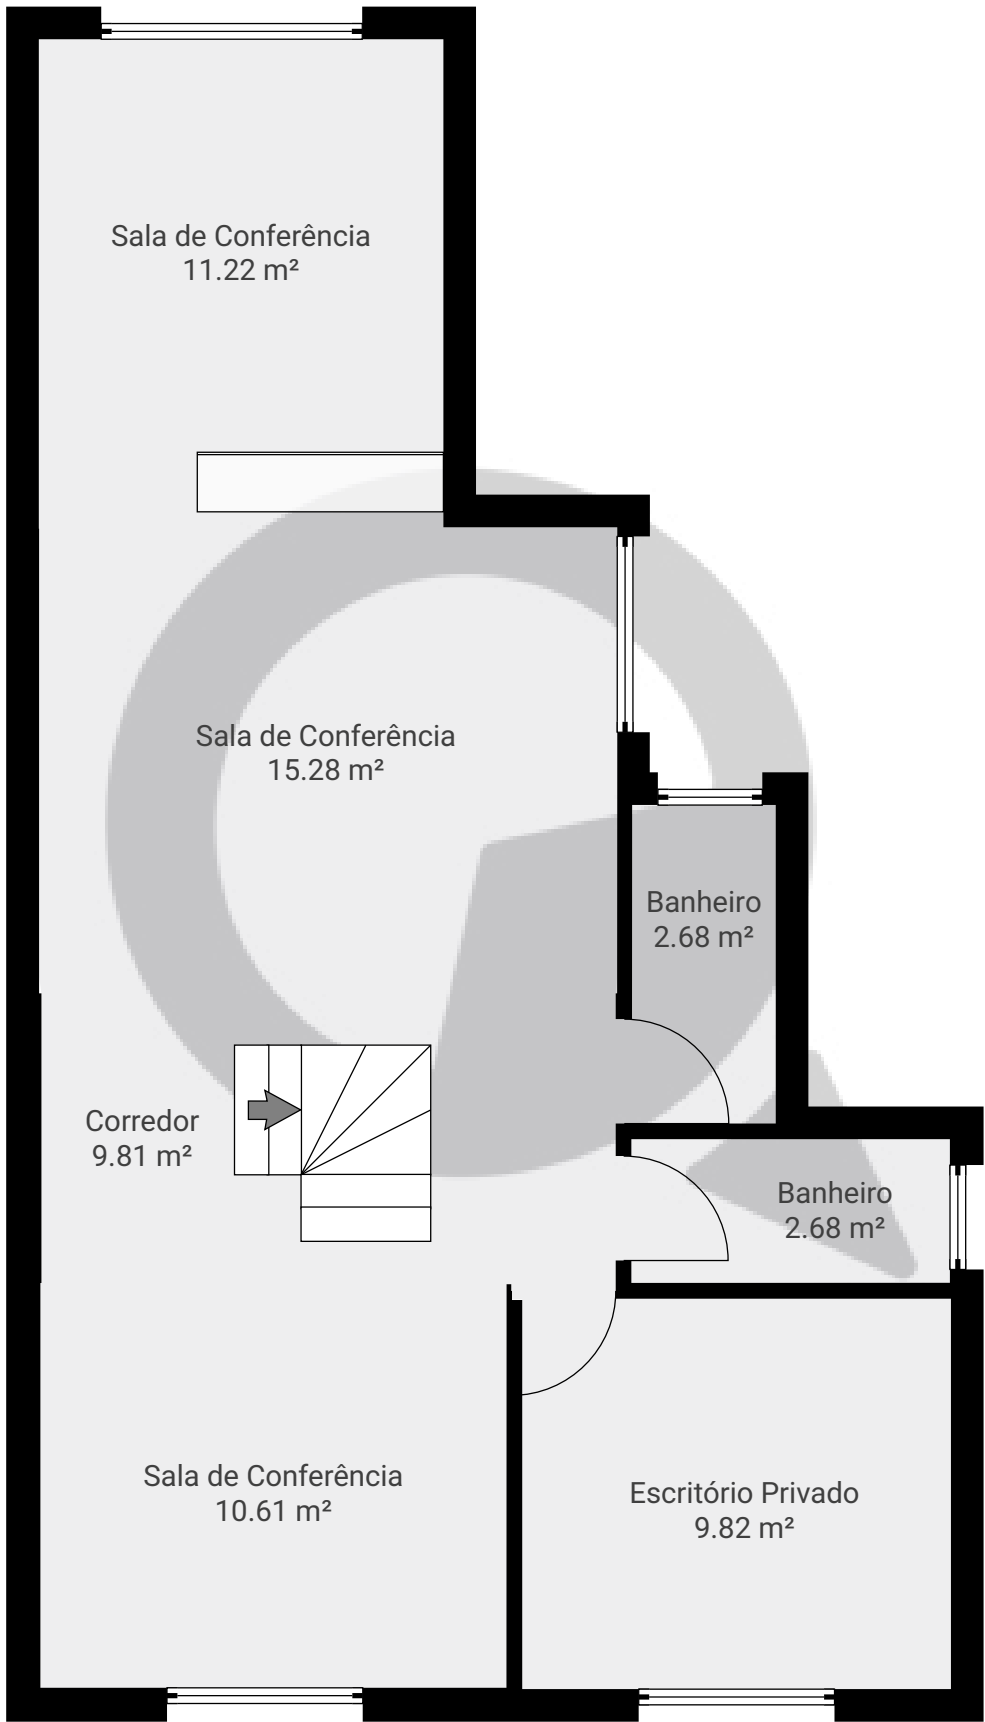 Sala de Conferência
11.22 m²
Sala de Conferência
15.28 m²
Banheiro
2.68 m²
Corredor
9.81 m²
Banheiro
2.68 m²
Sala de Conferência
10.61 m²
Escritório Privado
9.82 m²